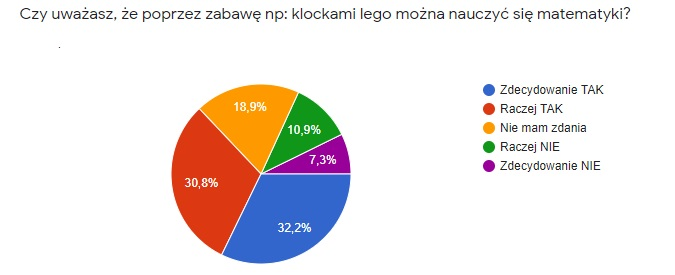 Czy uważasz, że poprzez zabawę np: klockami lego można nauczyć się matematyki?
.
18,9%
10,9%
7,3%
30,8%
32,2%
Zdecydowanie TAK
Raczej TAK
Nie mam zdania
Raczej NIE
Zdecydowanie NIE